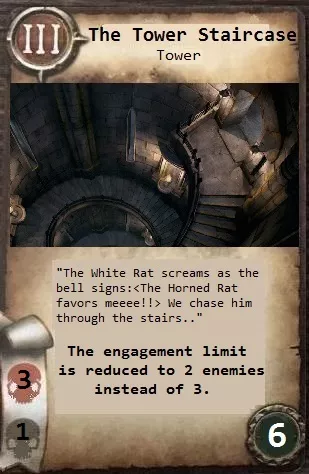 III
The Tower Staircase
Tower
"The White Rat screams as the
bell signs:<The Horned Rat
favors meeee!!> We chase him
through the stairs.."
The engagement limit
is reduced to 2 enemies
instead of 3.
3
1
6